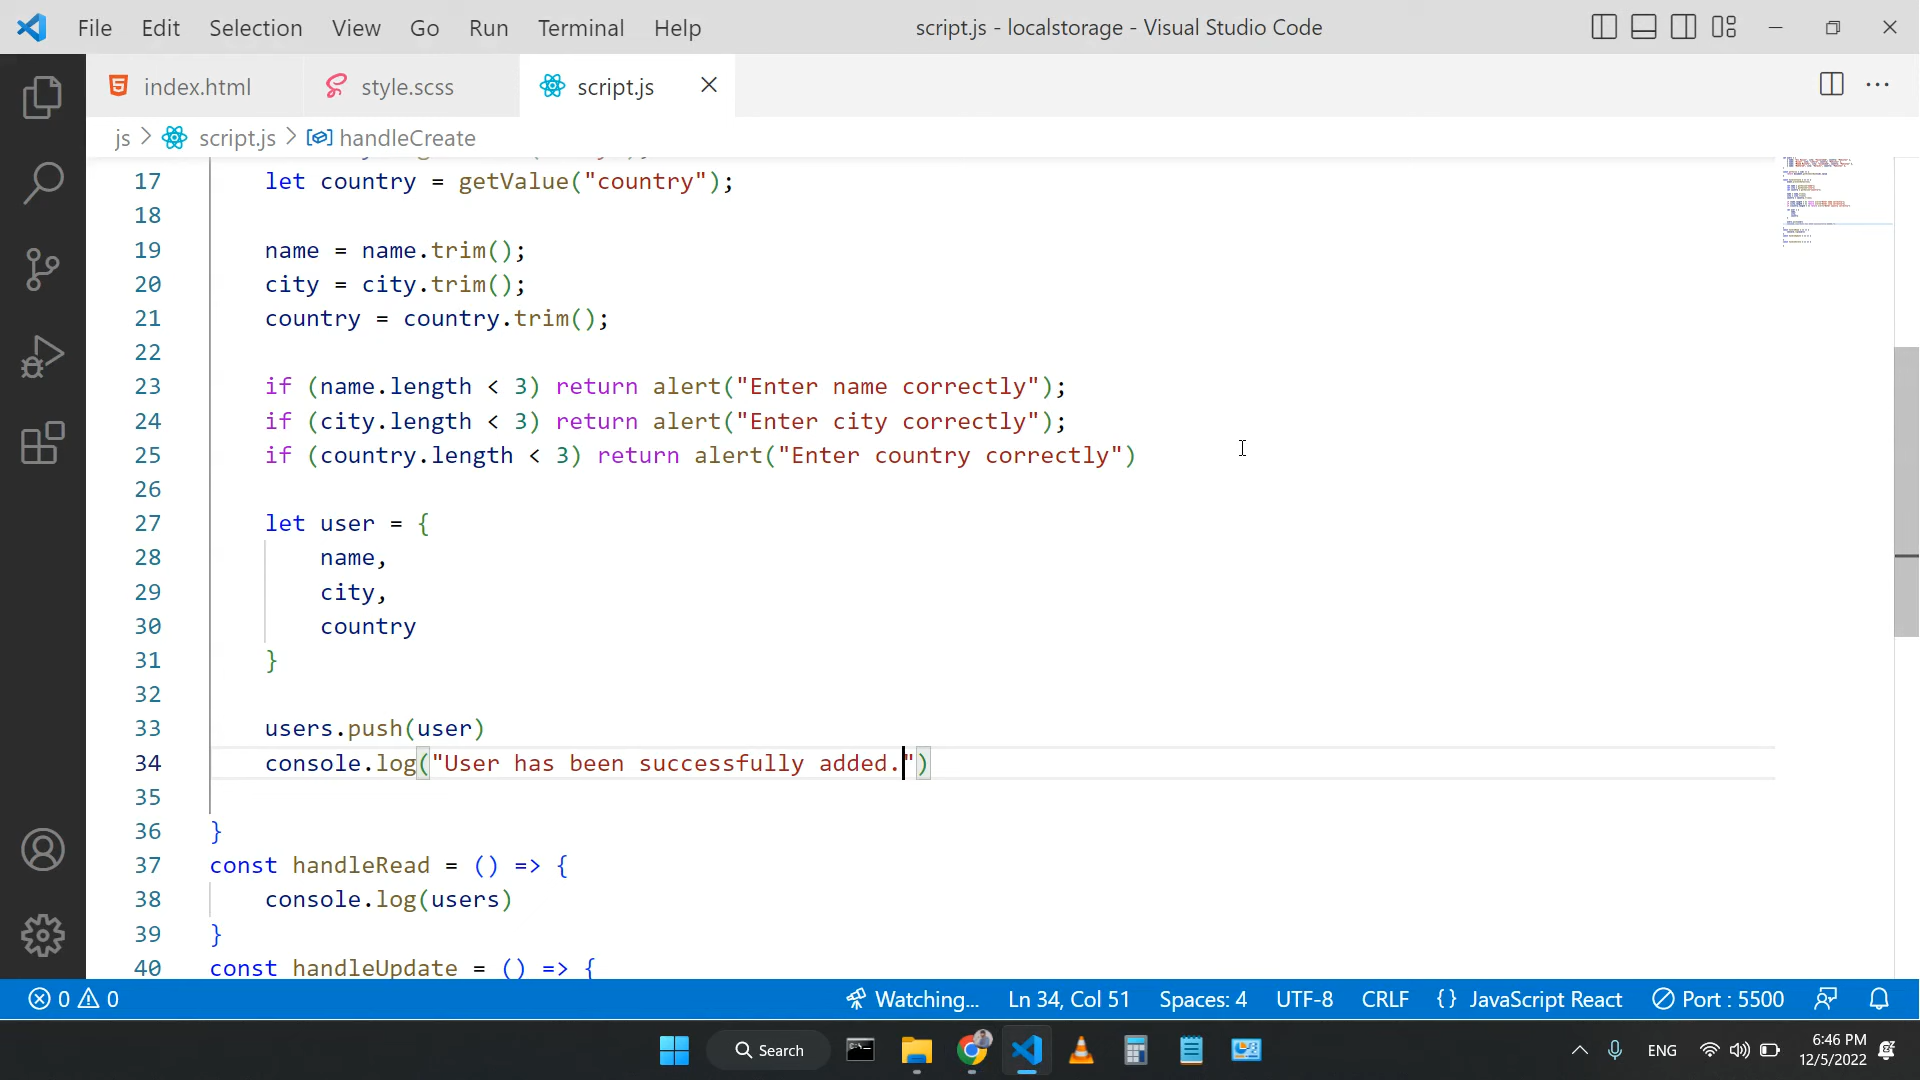 File Edit Selection View Go Run Terminal Help script.js - localstorage - Visual Studio Code
index.html style.scss script.js
js > script.js > handleCreate
17 let country = getValue("country");
18
19 name = name.trim();
20 city = city.trim();
21 country = country.trim();
22
23 if (name.length < 3) return alert("Enter name correctly");
24 if (city.length < 3) return alert("Enter city correctly");
25 if (country.length < 3) return alert("Enter country correctly")
26
27 let user = {
28 name,
29 city,
30 country
31 }
32
33 users.push(user)
34 console.log("User has been successfully added.")
35
36 }
37 const handleRead = () => {
38 console.log(users)
39 }
40 const handleUpdate = () => {
0 0 Watching... Ln 34, Col 51 Spaces: 4 UTF-8 CRLF {} JavaScript React Port : 5500
Search ENG 6:46 PM
12/5/2022